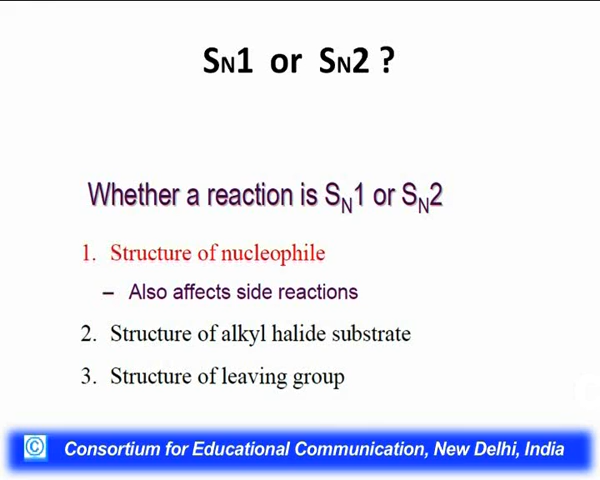 SN1 or SN2 ?
Whether a reaction is SN1 or SN2
1. Structure of nucleophile
– Also affects side reactions
2. Structure of alkyl halide substrate
3. Structure of leaving group
© Consortium for Educational Communication, New Delhi, India